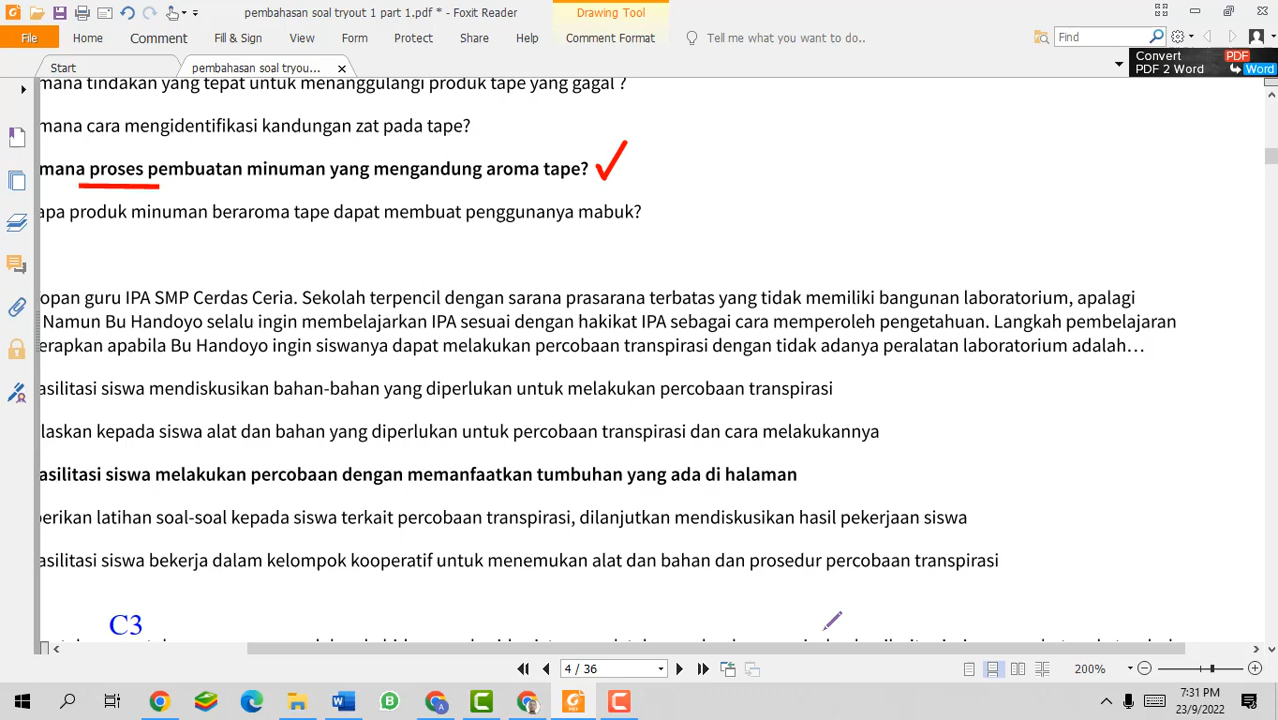 pembahasan soal tryout 1 part 1.pdf * - Foxit Reader
Drawing Tool
File
Home
Comment
Fill & Sign
View
Form
Protect
Share
Help
Comment Format
Tell me what you want to do..
Find
Start
pembahasan soal tryou...
Convert PDF
PDF 2 Word Word
mana tindakan yang tepat untuk menanggulangi produk tape yang gagal ?
mana cara mengidentifikasi kandungan zat pada tape?
mana proses pembuatan minuman yang mengandung aroma tape?
apa produk minuman beraroma tape dapat membuat penggunanya mabuk?
opan guru IPA SMP Cerdas Ceria. Sekolah terpencil dengan sarana prasarana terbatas yang tidak memiliki bangunan laboratorium, apalagi
Namun Bu Handoyo selalu ingin membelajarkan IPA sesuai dengan hakikat IPA sebagai cara memperoleh pengetahuan. Langkah pembelajaran
erapkan apabila Bu Handoyo ingin siswanya dapat melakukan percobaan transpirasi dengan tidak adanya peralatan laboratorium adalah…
asilitasi siswa mendiskusikan bahan-bahan yang diperlukan untuk melakukan percobaan transpirasi
laskan kepada siswa alat dan bahan yang diperlukan untuk percobaan transpirasi dan cara melakukannya
asilitasi siswa melakukan percobaan dengan memanfaatkan tumbuhan yang ada di halaman
berikan latihan soal-soal kepada siswa terkait percobaan transpirasi, dilanjutkan mendiskusikan hasil pekerjaan siswa
asilitasi siswa bekerja dalam kelompok kooperatif untuk menemukan alat dan bahan dan prosedur percobaan transpirasi
C3
4 / 36
200%
7:31 PM
23/9/2022